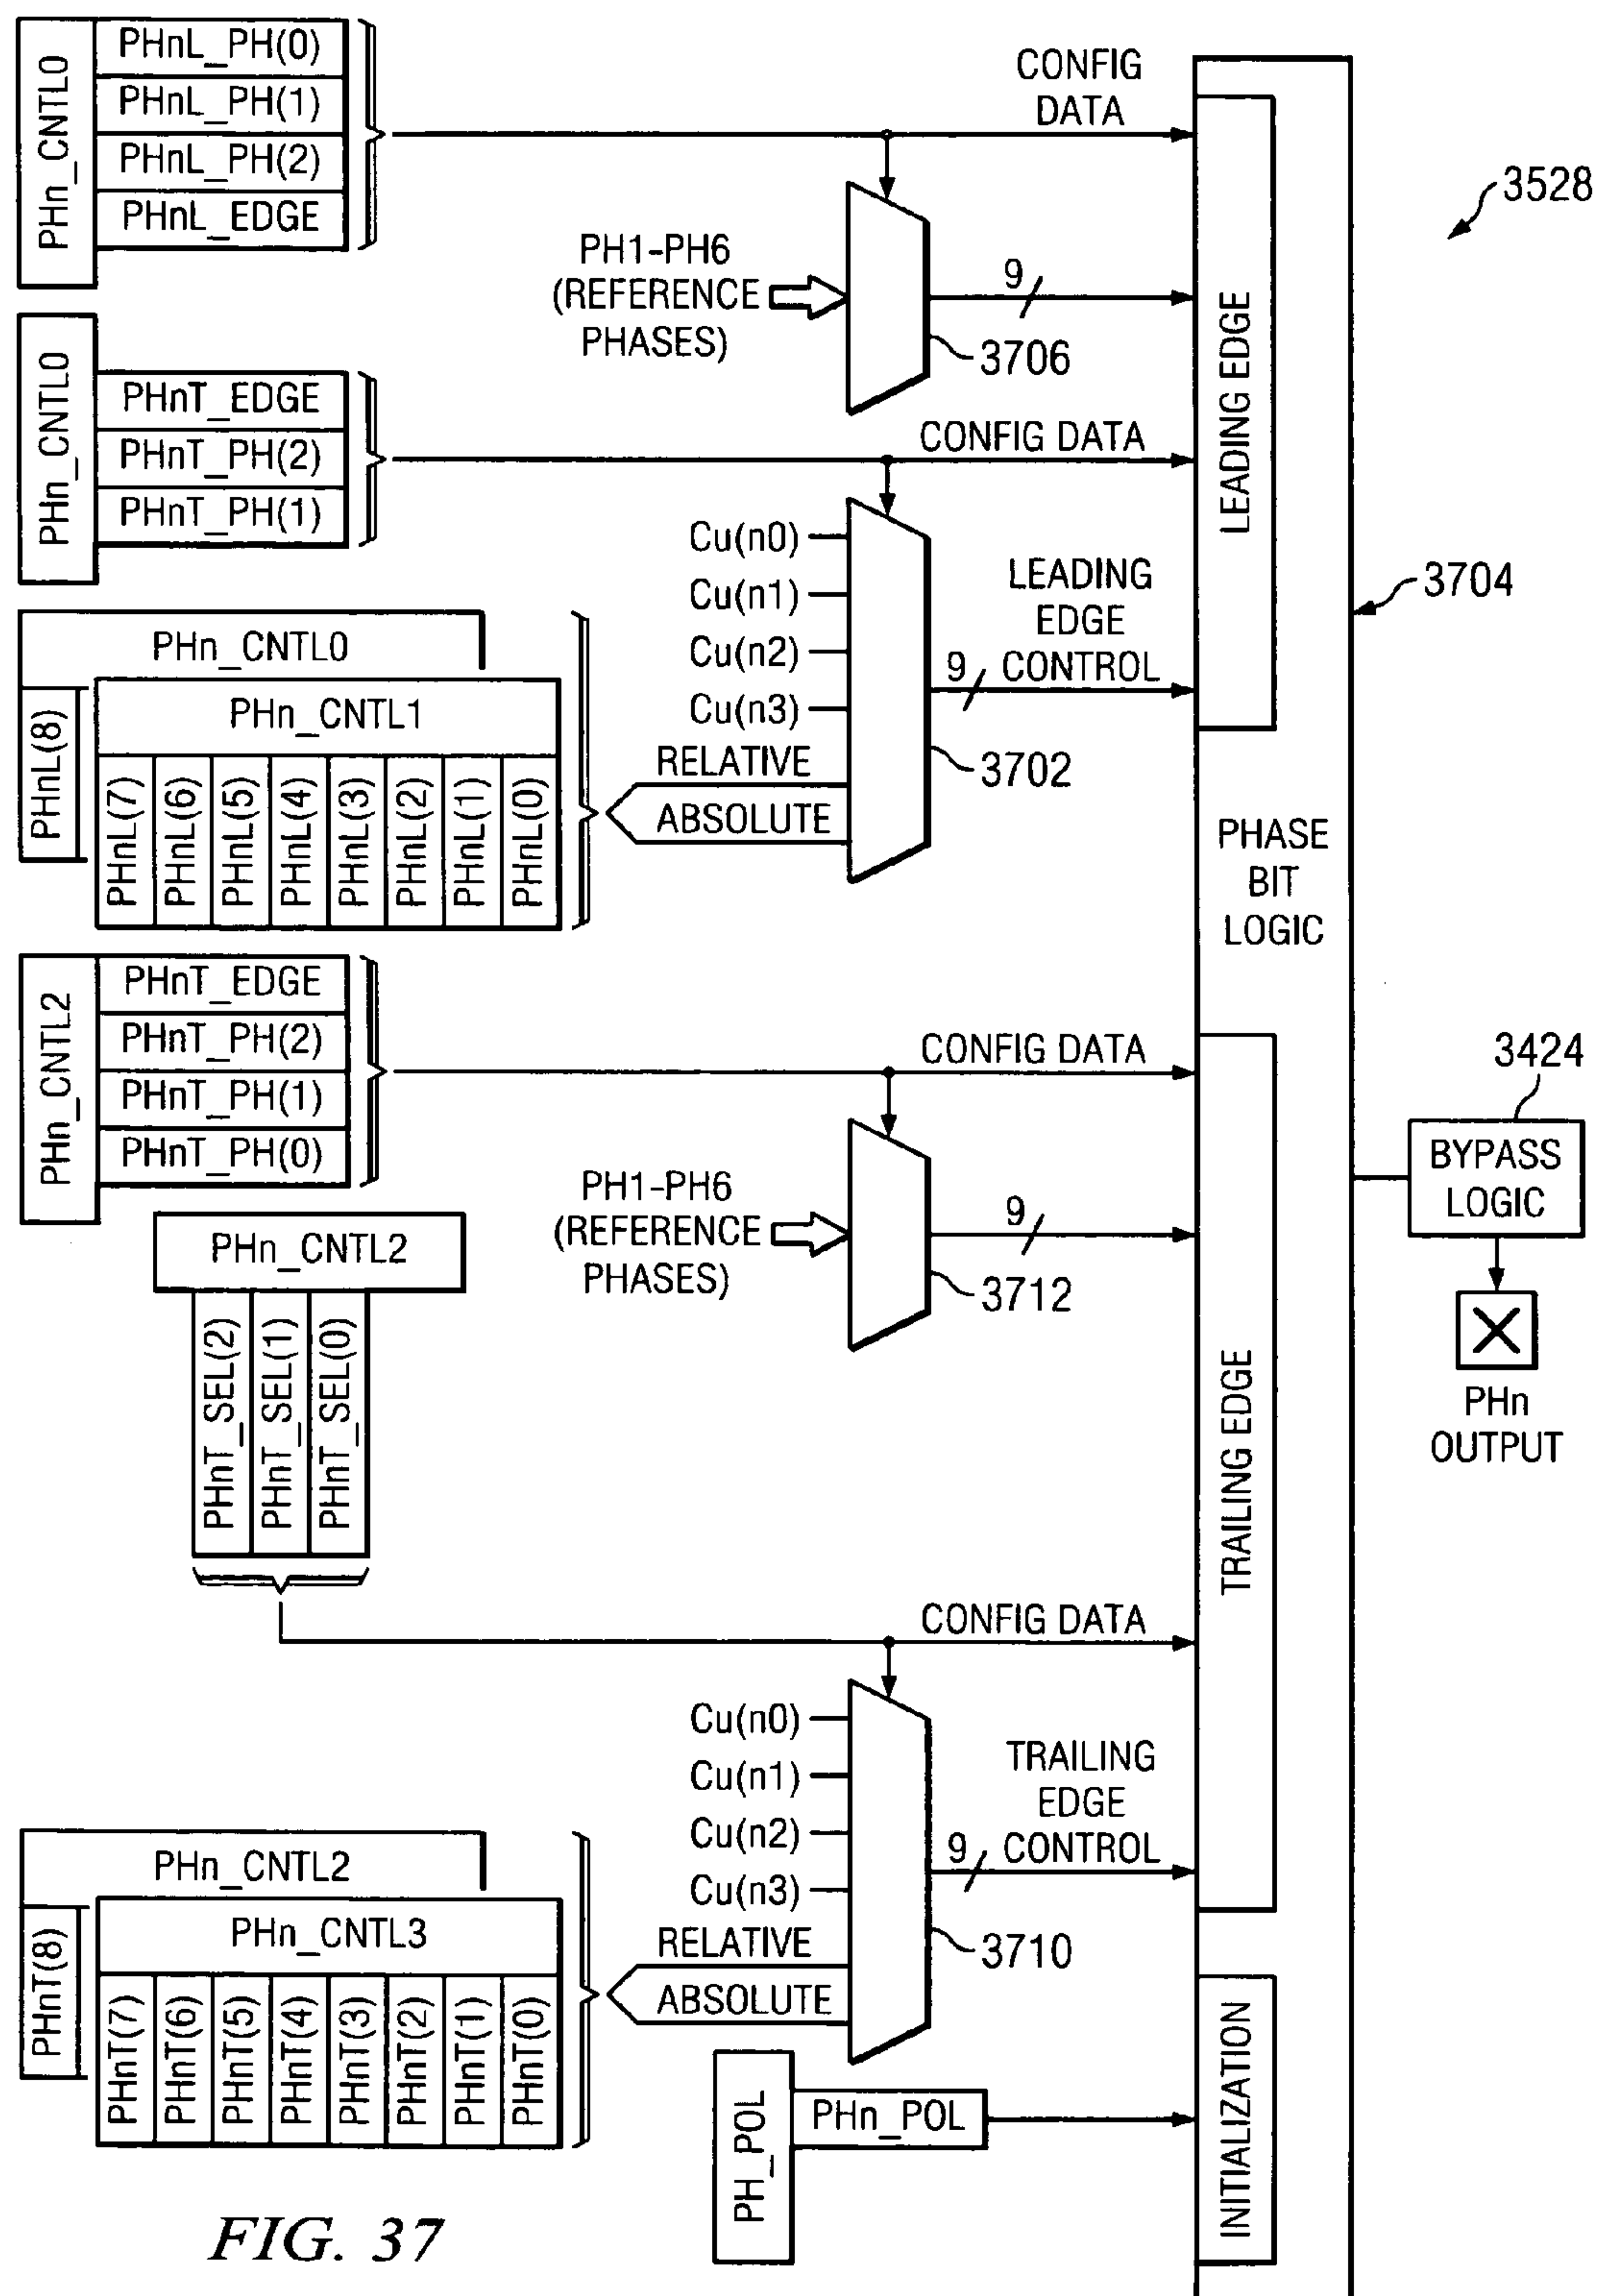 PHn_CNTL0
PHnL_PH(0)
PHnL_PH(1)
PHnL_PH(2)
PHnL_EDGE
CONFIG
DATA
3528
PH1-PH6
(REFERENCE
PHASES)
9
3706
LEADING EDGE
PHn_CNTL0
PHnT_EDGE
PHnT_PH(2)
PHnT_PH(1)
CONFIG DATA
Cu(n0)
Cu(n1)
Cu(n2)
Cu(n3)
RELATIVE
ABSOLUTE
LEADING
EDGE
CONTROL
9
3702
3704
PHn_CNTL0
PHnL(8)
PHn_CNTL1
PHnL(7)
PHnL(6)
PHnL(5)
PHnL(4)
PHnL(3)
PHnL(2)
PHnL(1)
PHnL(0)
PHASE
BIT
LOGIC
PHn_CNTL2
PHnT_EDGE
PHnT_PH(2)
PHnT_PH(1)
PHnT_PH(0)
CONFIG DATA
PH1-PH6
(REFERENCE
PHASES)
9
3712
3424
BYPASS
LOGIC
PHn
OUTPUT
TRAILING EDGE
PHn_CNTL2
PHnT_SEL(2)
PHnT_SEL(1)
PHnT_SEL(0)
CONFIG DATA
Cu(n0)
Cu(n1)
Cu(n2)
Cu(n3)
RELATIVE
ABSOLUTE
TRAILING
EDGE
CONTROL
9
3710
PHn_CNTL2
PHnT(8)
PHn_CNTL3
PHnT(7)
PHnT(6)
PHnT(5)
PHnT(4)
PHnT(3)
PHnT(2)
PHnT(1)
PHnT(0)
PH_POL
PHn_POL
INITIALIZATION
FIG. 37